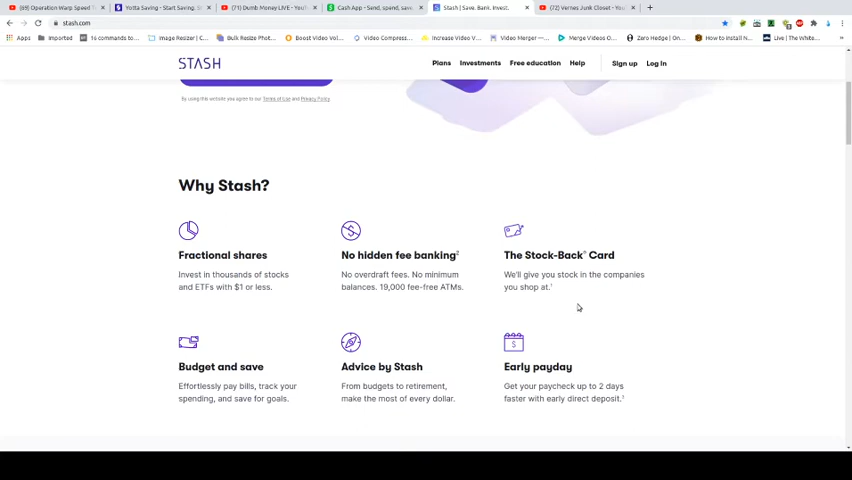 (69) Operation Warp Speed T
Yotta Saving - Start Saving. S
(71) Dumb Money LIVE - YouT
Cash App - Send, spend, save
Stash | Save. Bank. Invest.
(72) Vernes Junk Closet - You
stash.com
Apps
Imported
16 commands to...
Image Resizer | C...
Bulk Resize Phot...
Boost Video Vol...
Video Compress...
Increase Video V...
Video Merger —...
Merge Videos O...
Zero Hedge | On...
How to install N...
Live | The White...
STASH
Plans
Investments
Free education
Help
Sign up
Log In
By using this website you agree to our Terms of Use and Privacy Policy
Why Stash?
Fractional shares
Invest in thousands of stocks
and ETFs with $1 or less.
No hidden fee banking²
No overdraft fees. No minimum
balances. 19,000 fee-free ATMs.
The Stock-Back® Card
We'll give you stock in the companies
you shop at.¹
Budget and save
Effortlessly pay bills, track your
spending, and save for goals.
Advice by Stash
From budgets to retirement,
make the most of every dollar.
Early payday
Get your paycheck up to 2 days
faster with early direct deposit.³